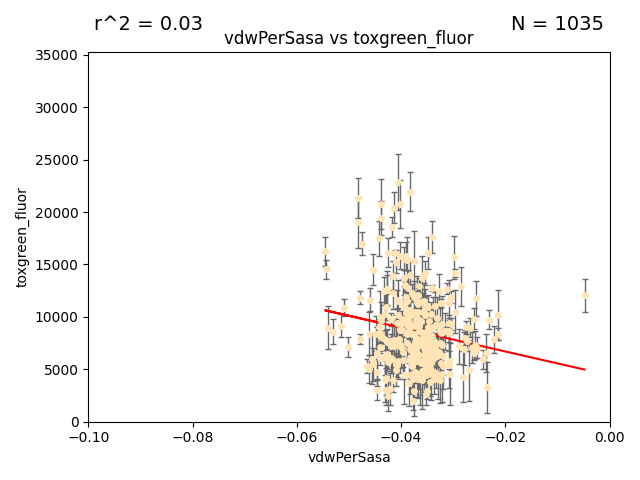 r^2 = 0.03
N = 1035
vdwPerSasa vs toxgreen_fluor
35000
30000
25000
20000
15000
10000
5000
0
toxgreen_fluor
−0.10
−0.08
−0.06
−0.04
−0.02
0.00
vdwPerSasa